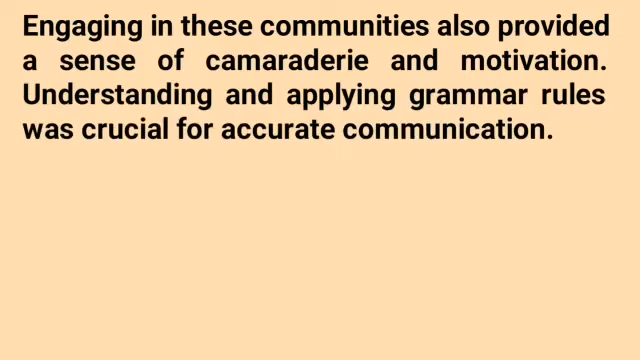 Engaging in these communities also provided
a sense of camaraderie and motivation.
Understanding and applying grammar rules
was crucial for accurate communication.